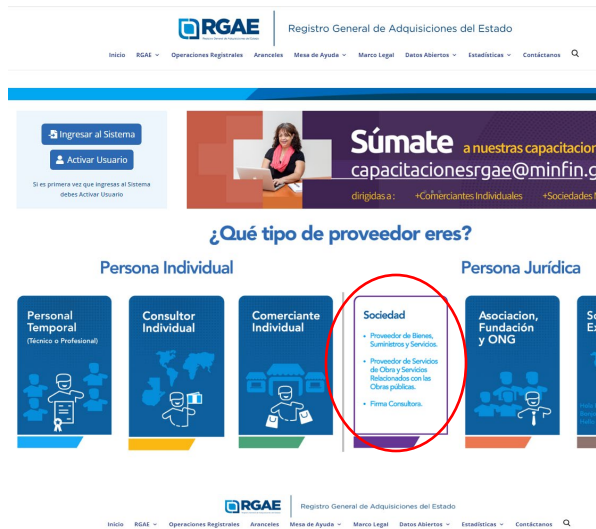 RGAE
Registro General de Adquisiciones del Estado
Inicio RGAE Operaciones Registrales Aranceles Mesa de Ayuda Marco Legal Datos Abiertos Estadísticas Contáctanos
Ingresar al Sistema
Activar Usuario
Si es primera vez que ingresas al Sistema
debes Activar Usuario
Súmate a nuestras capacitacion
capacitacionesrgae@minfin.g
dirigidas a: +Comerciantes Individuales +Sociedades
¿Qué tipo de proveedor eres?
Persona Individual
Persona Jurídica
Personal
Temporal
(Técnico o Profesional)
Consultor
Individual
Comerciante
Individual
Sociedad
• Proveedor de Bienes,
Suministros y Servicios.
• Proveedor de Servicios
de Obra y Servicios
Relacionados con las
Obras públicas.
• Firma Consultora.
Asociacion,
Fundación
y ONG
RGAE
Registro General de Adquisiciones del Estado
Inicio RGAE Operaciones Registrales Aranceles Mesa de Ayuda Marco Legal Datos Abiertos Estadísticas Contáctanos